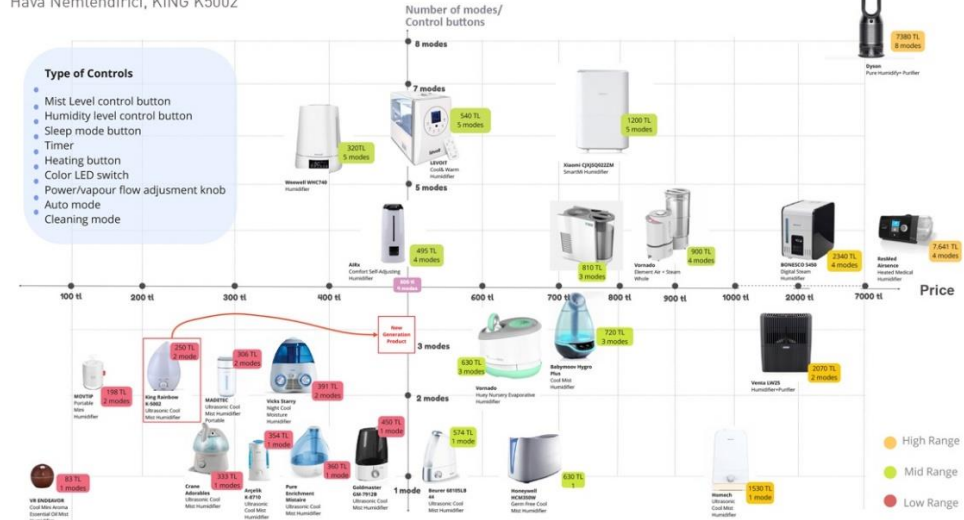 Hava Nemlendirici, KING K5002
Number of modes/
Control buttons
8 modes
7380 TL
8 modes
Dyson
Pure Humidify+ Purifier
Type of Controls
Mist Level control button
Humidity level control button
Sleep mode button
Timer
Heating button
Color LED switch
Power/vapour flow adjusment knob
Auto mode
Cleaning mode
7 modes
320TL
5 modes
Wenwell WHC740
Humidifier
540 TL
5 modes
LEVOIT
Cool& Warm
Humidifier
1200 TL
5 modes
Xiaomi CJXJSQ02ZZM
SmartMi Humidifier
5 modes
495 TL
4 modes
AIRx
Comfort Self-Adjusting
Humidifier
810 TL
3 modes
900 TL
4 modes
Vornado
Element Air + Steam
Whole
2340 TL
4 modes
BONESCO S450
Digital Steam
Humidifier
7.641 TL
4 modes
ResMed
Airsence
Heated Medical
Humidifier
100 tl
200 tl
300 tl
400 tl
600 tl
700 tl
800 tl
900 tl
1000 tl
2000 tl
7000 tl
Price
New
Generation
Product
3 modes
198 TL
2 modes
MOVTIP
Portable
Mini
Humidifier
250 TL
2 mode
King Rainbow
K-5002
Ultrasonic Cool
Mist Humidifier
306 TL
2 modes
MADETEC
Ultrasonic Cool
Mist Humidifier
Portable
391 TL
2 modes
Vicks Starry
Night Cool
Moisture
Humidifier
630 TL
3 modes
Vornado
Huey Nursery Evaporative
Humidifier
720 TL
3 modes
Babymoov Hygro
Plus
Cool Mist
Humidifier
2070 TL
2 modes
Venta LW25
Humidifier+Purifier
2 modes
83 TL
1 modes
VR ENDEAVOR
Cool Mini Aroma
Essential Oil Mist
333 TL
1 modes
Crane
Adorables
Ultrasonic Cool
Mist Humidifier
354 TL
1 mode
Arçelik
K-8710
Ultrasonic
Cool Mist
Humidifier
360 TL
1 mode
Pure
Enrichment
Mistaire
Ultrasonic Cool
Mist Humidifier
450 TL
1 mode
Goldmaster
GM-7912B
Ultrasonic Cool
Mist Humidifier
1 mode
574 TL
1 mode
Beurer 68105LB
44
Ultrasonic Cool
Mist Humidifier
630 TL
1
Honeywell
HCM350W
Germ Free Cool
Mist Humidifier
1530 TL
1 mode
Homech
Ultrasonic
Cool Mist
Humidifier
High Range
Mid Range
Low Range